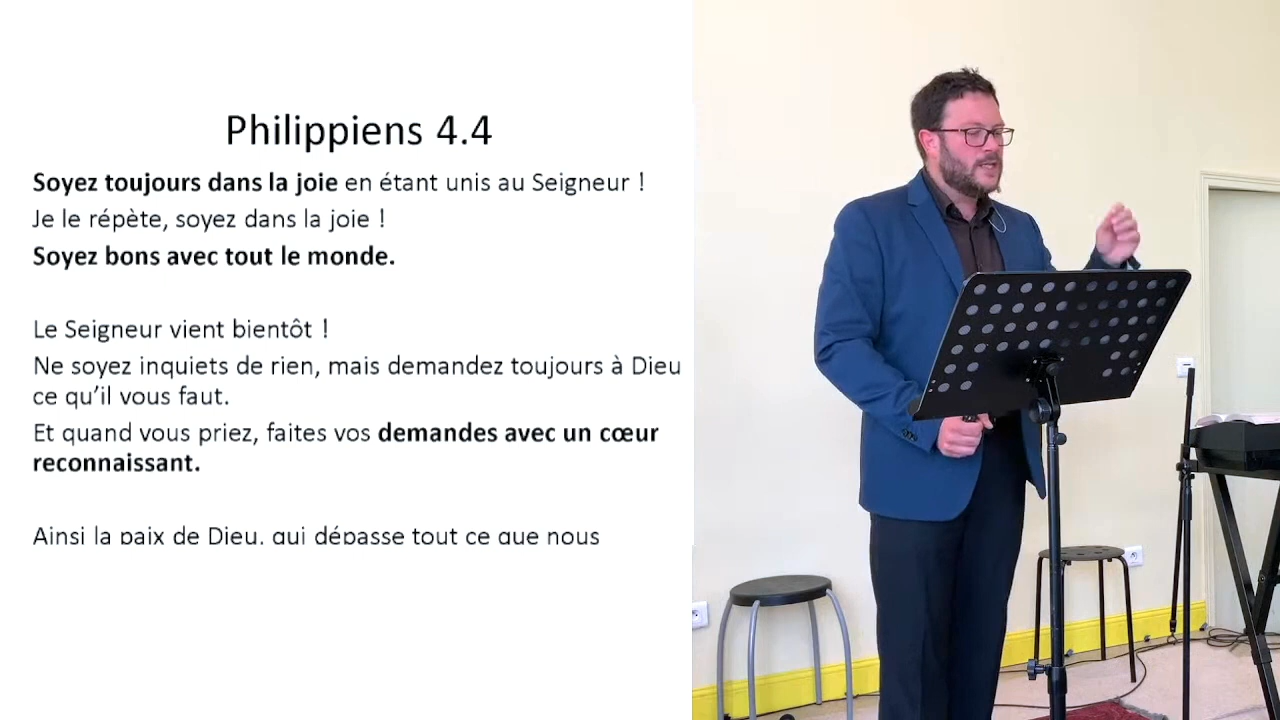 Philippiens 4.4
Soyez toujours dans la joie en étant unis au Seigneur !
Je le répète, soyez dans la joie !
Soyez bons avec tout le monde.
Le Seigneur vient bientôt !
Ne soyez inquiets de rien, mais demandez toujours à Dieu
ce qu’il vous faut.
Et quand vous priez, faites vos demandes avec un cœur
reconnaissant.
Ainsi la paix de Dieu, qui dépasse tout ce que nous